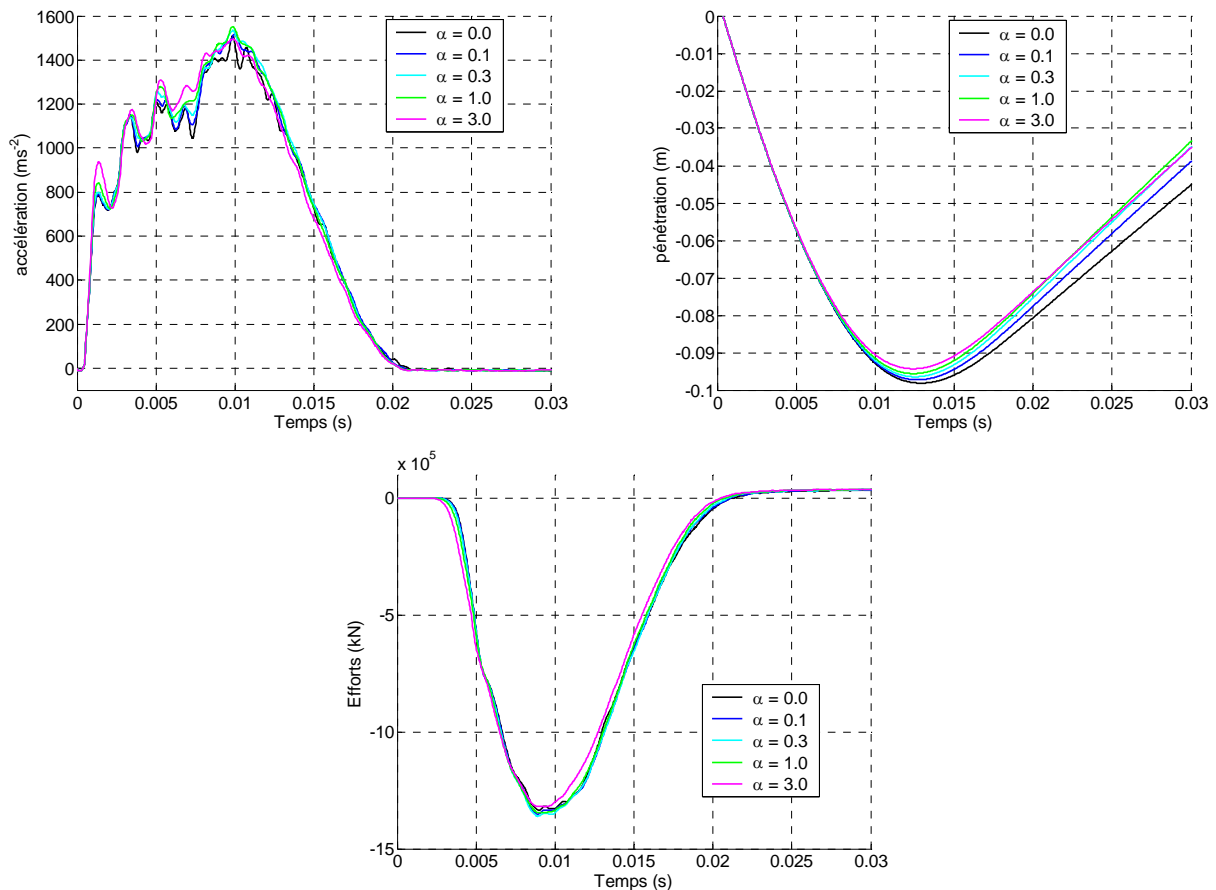 accélération (ms-2)
1600
1400
1200
1000
800
600
400
200
0
0
0.005
0.01
0.015
0.02
0.025
0.03
Temps (s)
α = 0.0
α = 0.1
α = 0.3
α = 1.0
α = 3.0
pénétration (m)
0
-0.01
-0.02
-0.03
-0.04
-0.05
-0.06
-0.07
-0.08
-0.09
-0.1
0
0.005
0.01
0.015
0.02
0.025
0.03
Temps (s)
α = 0.0
α = 0.1
α = 0.3
α = 1.0
α = 3.0
x 10^5
Efforts (kN)
0
-5
-10
-15
0
0.005
0.01
0.015
0.02
0.025
0.03
Temps (s)
α = 0.0
α = 0.1
α = 0.3
α = 1.0
α = 3.0